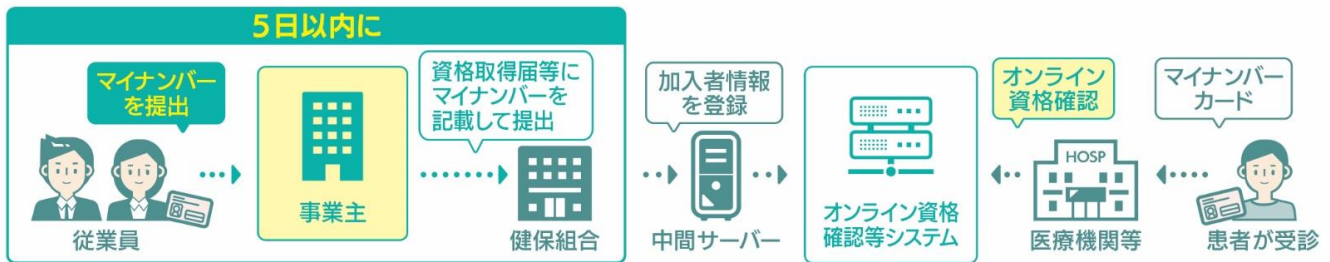 5日以内に
マイナンバー
を提出
従業員
事業主
資格取得届等に
マイナンバーを
記載して提出
健保組合
加入者情報
を登録
中間サーバー
オンライン資格
確認等システム
オンライン
資格確認
HOSP
医療機関等
マイナンバー
カード
患者が受診